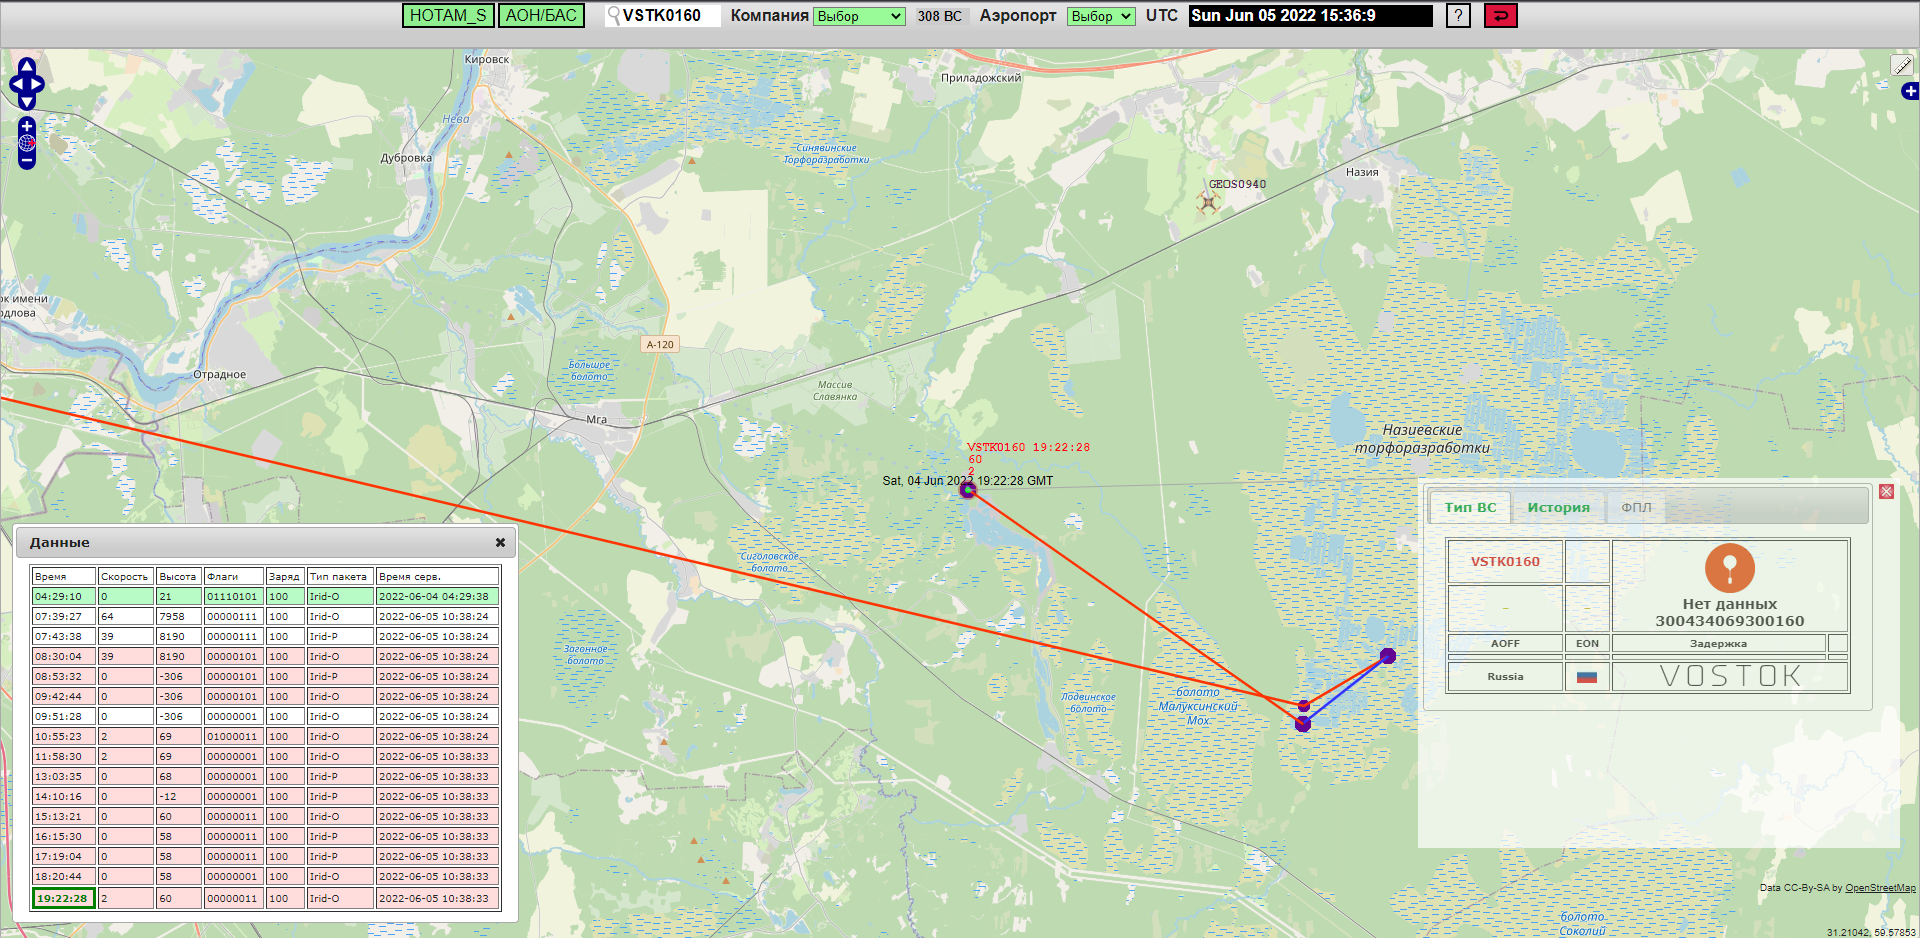 НОТАМ_S АОН/БАС VSTK0160 Компания Выбор 308 ВС Аэропорт Выбор UTC Sun Jun 05 2022 15:36:9 ?
Кировск
Приладожский
Нева
Дубровка
Синявинские
Торфоразработки
Назия
GEOS0940
ок имени
рдлова
А-120
Большое
болото
Отрадное
Массив
Славянка
Мга
Назиевские
торфоразработки
VSTK0160 19:22:28
60
2
Sat, 04 Jun 2022 19:22:28 GMT
Сиголовское
болото
Загонное
болото
Лодвинское
болото
болото
Малуксинский
Мох
болото
Соколий
Данные
Время Скорость Высота Флаги Заряд Тип пакета Время серв.
04:29:10 0 21 01110101 100 Irid-O 2022-06-04 04:29:38
07:39:27 64 7958 00000111 100 Irid-O 2022-06-05 10:38:24
07:43:38 39 8190 00000111 100 Irid-P 2022-06-05 10:38:24
08:30:04 39 8190 00000101 100 Irid-O 2022-06-05 10:38:24
08:53:32 0 -306 00000101 100 Irid-P 2022-06-05 10:38:24
09:42:44 0 -306 00000101 100 Irid-O 2022-06-05 10:38:24
09:51:28 0 -306 00000001 100 Irid-O 2022-06-05 10:38:24
10:55:23 2 69 01000011 100 Irid-O 2022-06-05 10:38:24
11:58:30 2 69 00000001 100 Irid-O 2022-06-05 10:38:33
13:03:35 0 68 00000001 100 Irid-P 2022-06-05 10:38:33
14:10:16 0 -12 00000001 100 Irid-P 2022-06-05 10:38:33
15:13:21 0 60 00000011 100 Irid-O 2022-06-05 10:38:33
16:15:30 0 58 00000011 100 Irid-P 2022-06-05 10:38:33
17:19:04 0 58 00000011 100 Irid-P 2022-06-05 10:38:33
18:20:44 0 58 00000001 100 Irid-O 2022-06-05 10:38:33
19:22:28 2 60 00000011 100 Irid-O 2022-06-05 10:38:33
Тип ВС История ФПЛ
VSTK0160
- -
Нет данных
300434069300160
AOFF EON Задержка
Russia VOSTOK
Data CC-By-SA by OpenStreetMap
31.21042, 59.57853